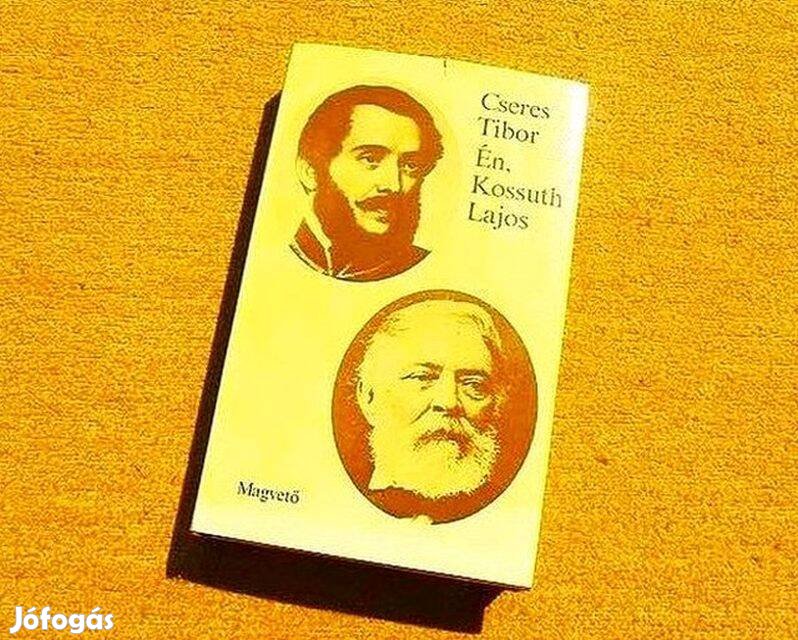 Cseres
Tibor
Én,
Kossuth
Lajos
Magvető
Jófogás